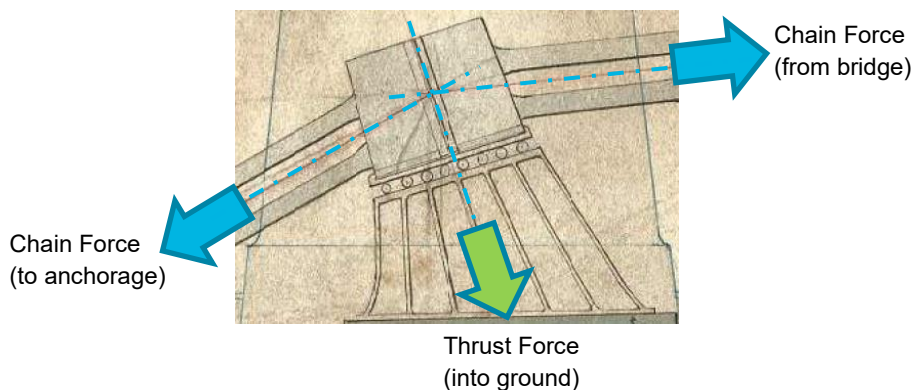 Chain Force
(from bridge)
Chain Force
(to anchorage)
Thrust Force
(into ground)